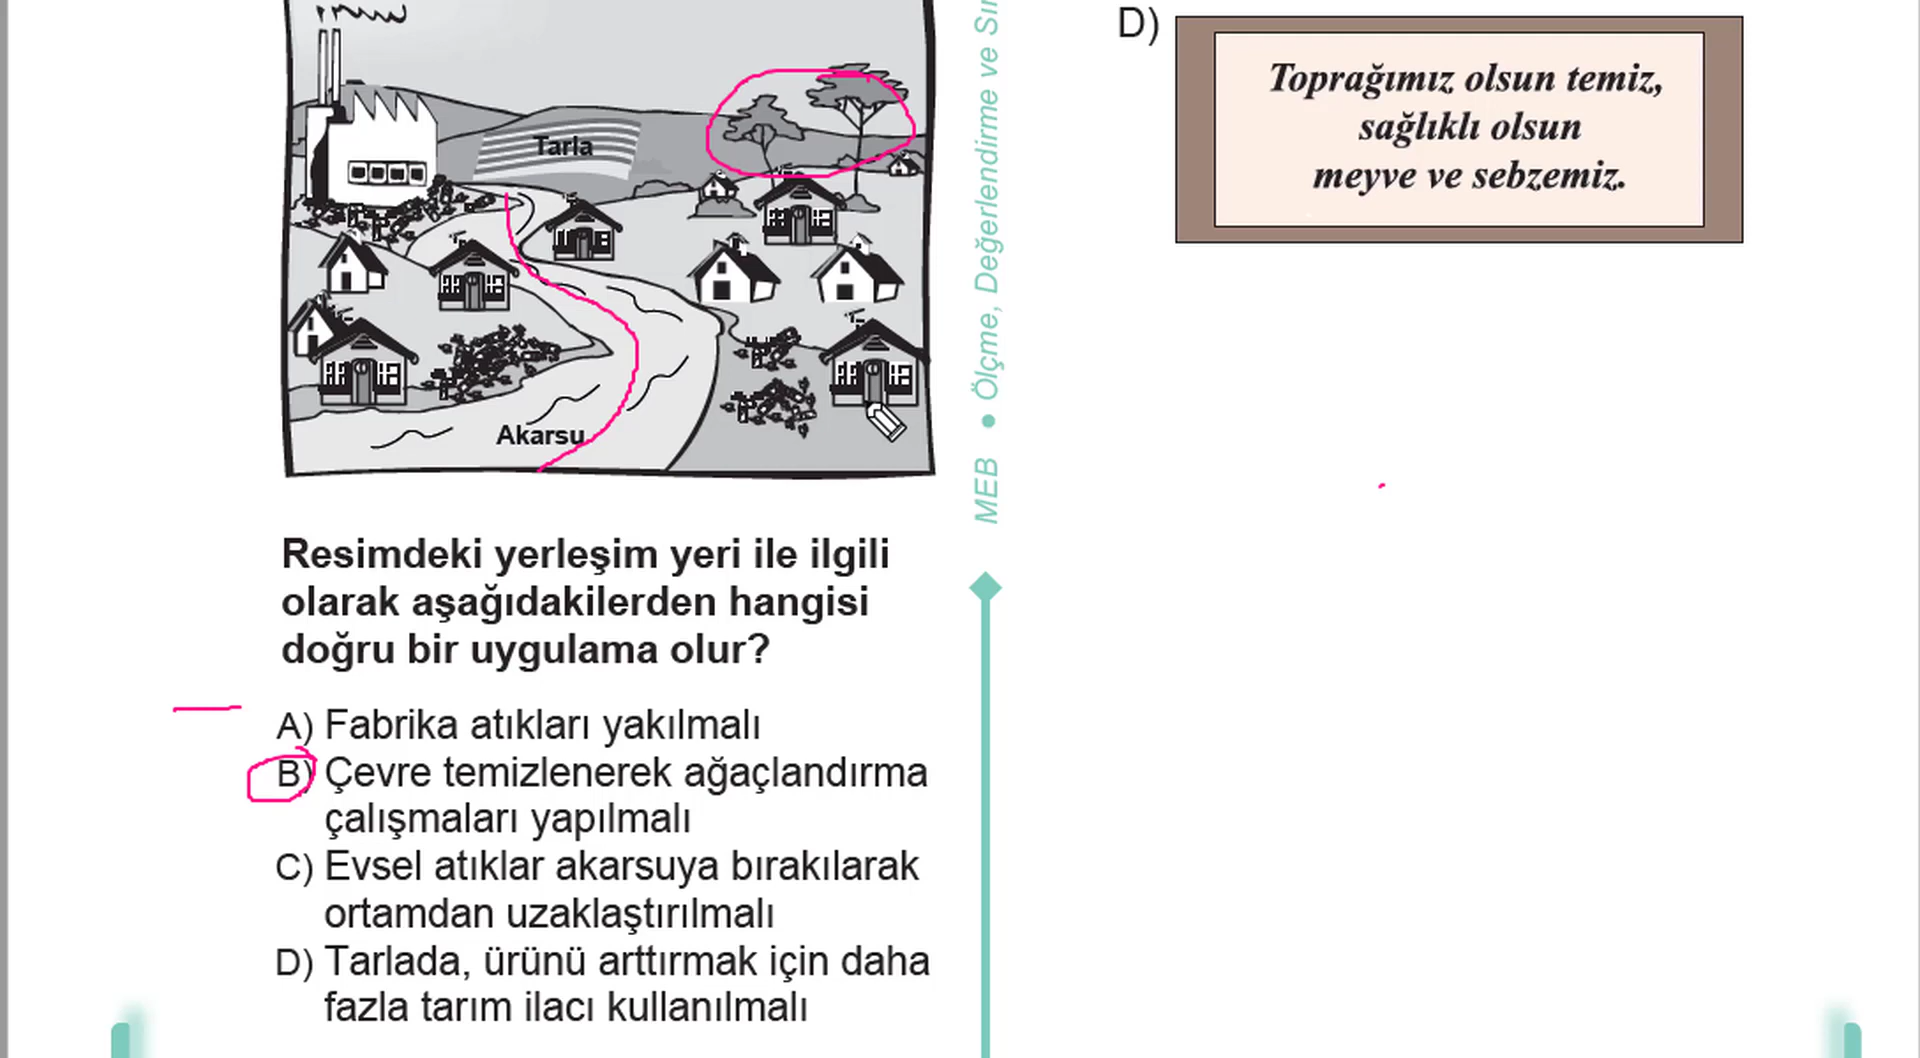 Tarla
Akarsu
Resimdeki yerleşim yeri ile ilgili
olarak aşağıdakilerden hangisi
doğru bir uygulama olur?
A) Fabrika atıkları yakılmalı
B) Çevre temizlenerek ağaçlandırma
çalışmaları yapılmalı
C) Evsel atıklar akarsuya bırakılarak
ortamdan uzaklaştırılmalı
D) Tarlada, ürünü arttırmak için daha
fazla tarım ilacı kullanılmalı
MEB • Ölçme, Değerlendirme ve
D)
Toprağımız olsun temiz,
sağlıklı olsun
meyve ve sebzemiz.